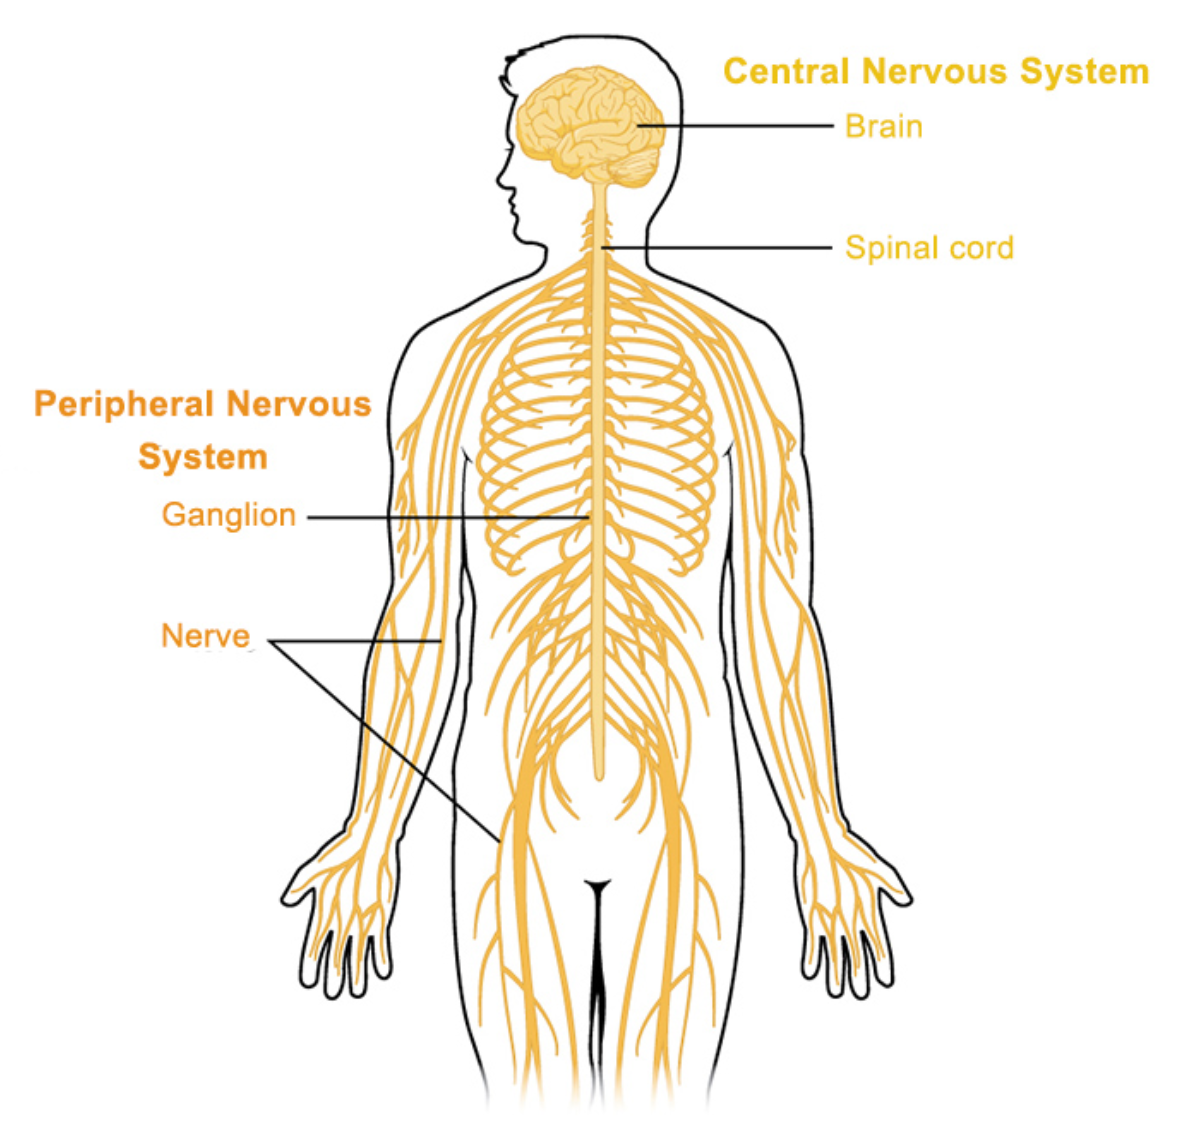 Central Nervous System
Brain
Spinal cord
Peripheral Nervous
System
Ganglion
Nerve